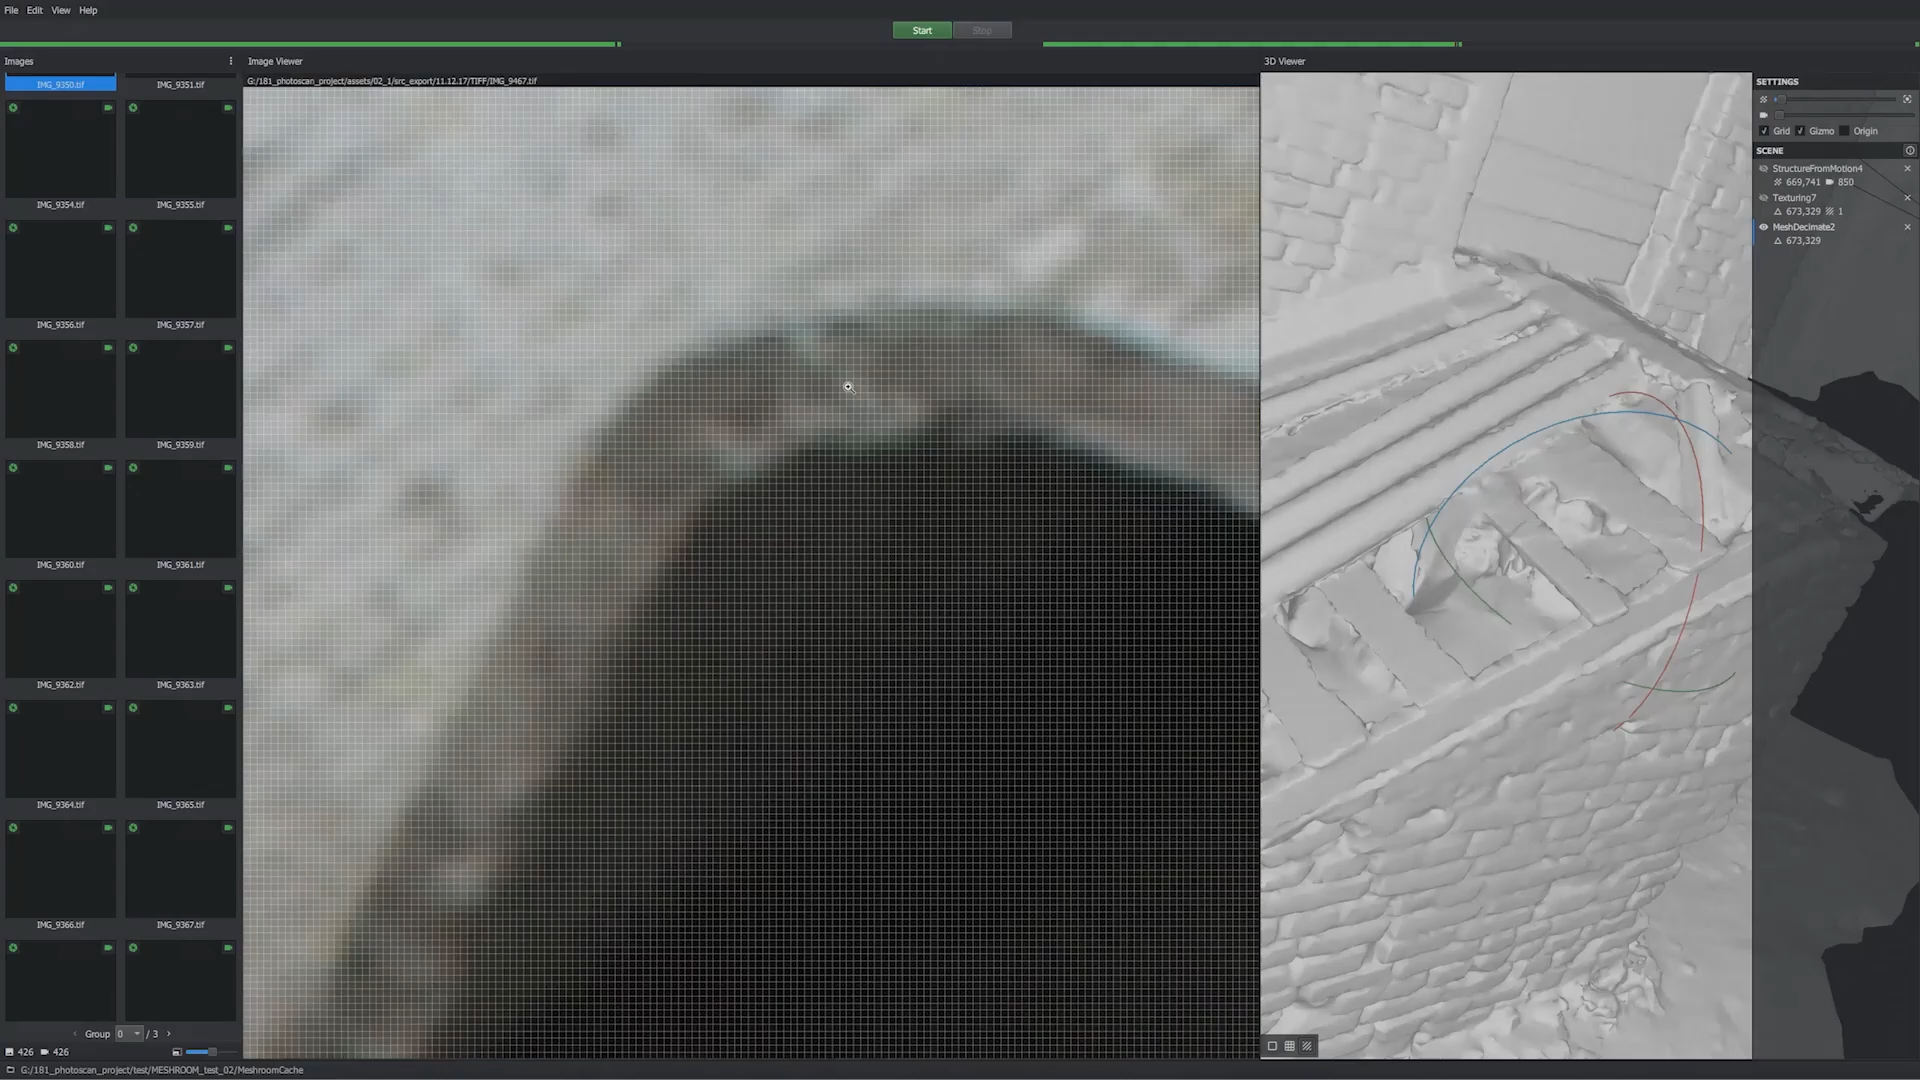 File Edit View Help
Start Stop
Images
Image Viewer
3D Viewer
G:/181_photoscan_project/assets/02_1/src_export/11.12.17/TIFF/IMG_9467.tif
IMG_9350.tif IMG_9351.tif
IMG_9354.tif IMG_9355.tif
IMG_9356.tif IMG_9357.tif
IMG_9358.tif IMG_9359.tif
IMG_9360.tif IMG_9361.tif
IMG_9362.tif IMG_9363.tif
IMG_9364.tif IMG_9365.tif
IMG_9366.tif IMG_9367.tif
Group 0 / 3
426 426
SETTINGS
Grid Gizmo Origin
SCENE
StructureFromMotion4
669,741 850
Texturing7
673,329 1
MeshDecimate2
673,329
G:/181_photoscan_project/test/MESHROOM_test_02/MeshroomCache